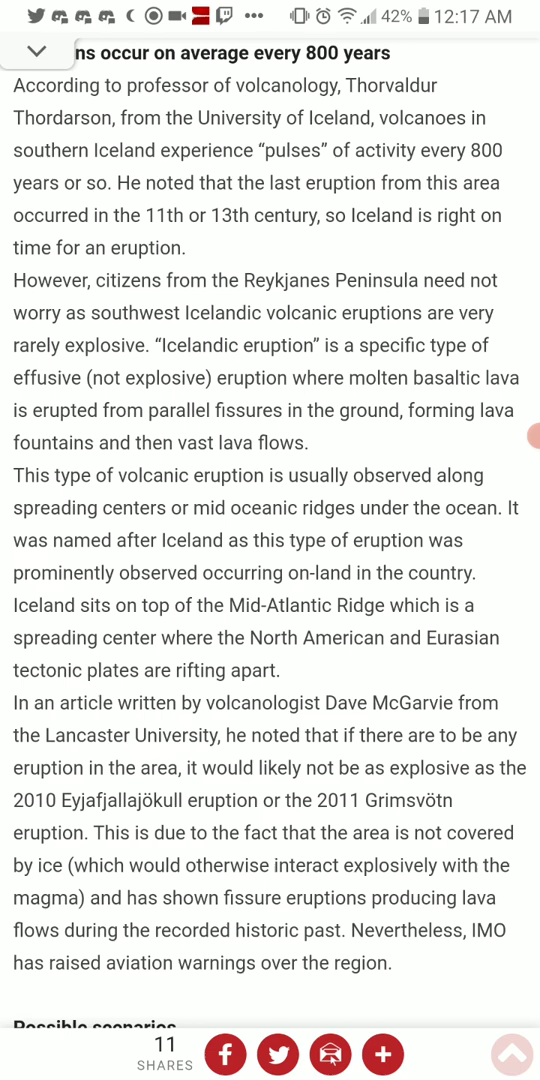 42% 12:17 AM
ns occur on average every 800 years
According to professor of volcanology, Thorvaldur
Thordarson, from the University of Iceland, volcanoes in
southern Iceland experience “pulses” of activity every 800
years or so. He noted that the last eruption from this area
occurred in the 11th or 13th century, so Iceland is right on
time for an eruption.
However, citizens from the Reykjanes Peninsula need not
worry as southwest Icelandic volcanic eruptions are very
rarely explosive. “Icelandic eruption” is a specific type of
effusive (not explosive) eruption where molten basaltic lava
is erupted from parallel fissures in the ground, forming lava
fountains and then vast lava flows.
This type of volcanic eruption is usually observed along
spreading centers or mid oceanic ridges under the ocean. It
was named after Iceland as this type of eruption was
prominently observed occurring on-land in the country.
Iceland sits on top of the Mid-Atlantic Ridge which is a
spreading center where the North American and Eurasian
tectonic plates are rifting apart.
In an article written by volcanologist Dave McGarvie from
the Lancaster University, he noted that if there are to be any
eruption in the area, it would likely not be as explosive as the
2010 Eyjafjallajökull eruption or the 2011 Grimsvötn
eruption. This is due to the fact that the area is not covered
by ice (which would otherwise interact explosively with the
magma) and has shown fissure eruptions producing lava
flows during the recorded historic past. Nevertheless, IMO
has raised aviation warnings over the region.
Possible scenarios
11
SHARES